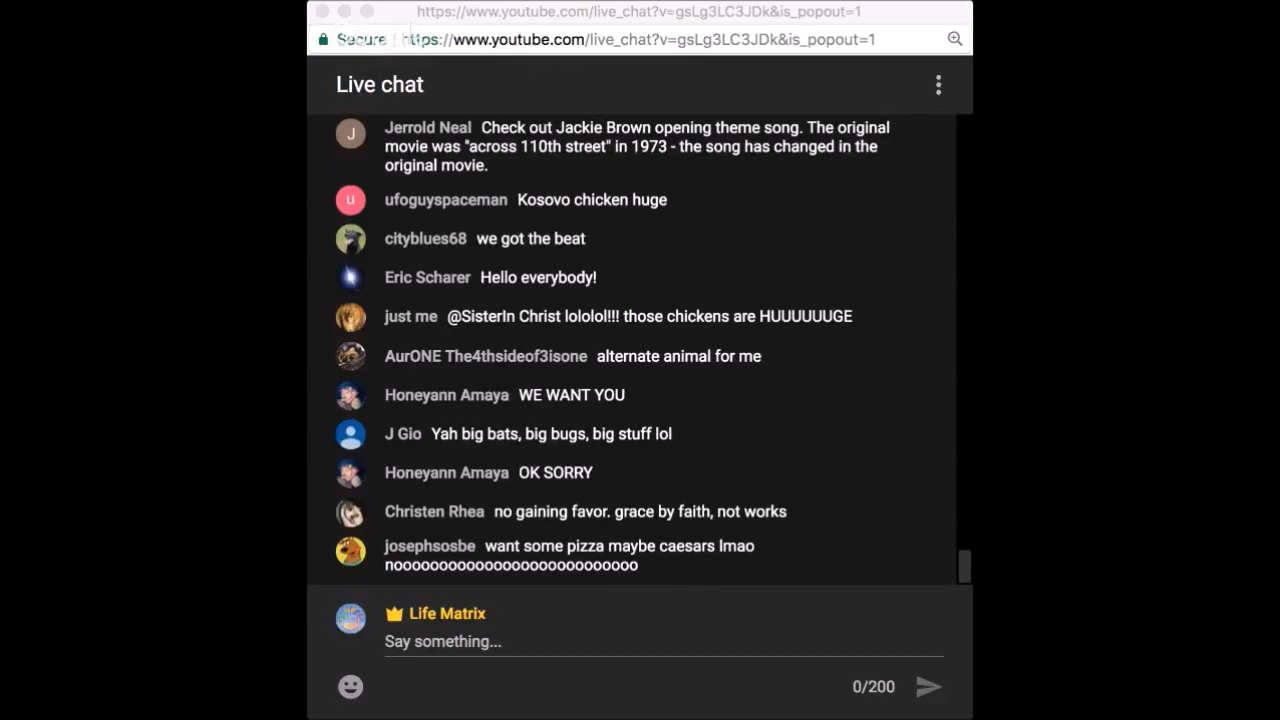 https://www.youtube.com/live_chat?v=gsLg3LC3JDk&is_popout=1
Secure https://www.youtube.com/live_chat?v=gsLg3LC3JDk&is_popout=1
Live chat
J Jerrold Neal Check out Jackie Brown opening theme song. The original
movie was "across 110th street" in 1973 - the song has changed in the
original movie.
u ufoguyspaceman Kosovo chicken huge
cityblues68 we got the beat
Eric Scharer Hello everybody!
just me @SisterIn Christ lololol!!! those chickens are HUUUUUUGE
AurONE The4thsideof3isone alternate animal for me
Honeyann Amaya WE WANT YOU
J Gio Yah big bats, big bugs, big stuff lol
Honeyann Amaya OK SORRY
Christen Rhea no gaining favor. grace by faith, not works
josephsosbe want some pizza maybe caesars lmao
noooooooooooooooooooooooooooo
Life Matrix
Say something...
0/200